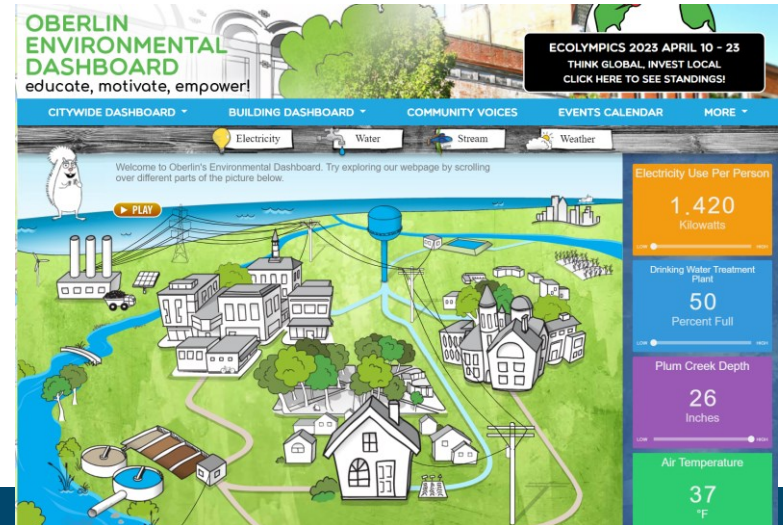 OBERLIN
ENVIRONMENTAL
DASHBOARD
educate, motivate, empower!
ECOLYMPICS 2023 APRIL 10 - 23
THINK GLOBAL, INVEST LOCAL
CLICK HERE TO SEE STANDINGS!
CITYWIDE DASHBOARD
BUILDING DASHBOARD
COMMUNITY VOICES
EVENTS CALENDAR
MORE
Electricity
Water
Stream
Weather
Welcome to Oberlin's Environmental Dashboard. Try exploring our webpage by scrolling
over different parts of the picture below.
PLAY
Electricity Use Per Person
1.420
Kilowatts
LOW
HIGH
Drinking Water Treatment
Plant
50
Percent Full
LOW
HIGH
Plum Creek Depth
26
Inches
LOW
HIGH
Air Temperature
37
°F